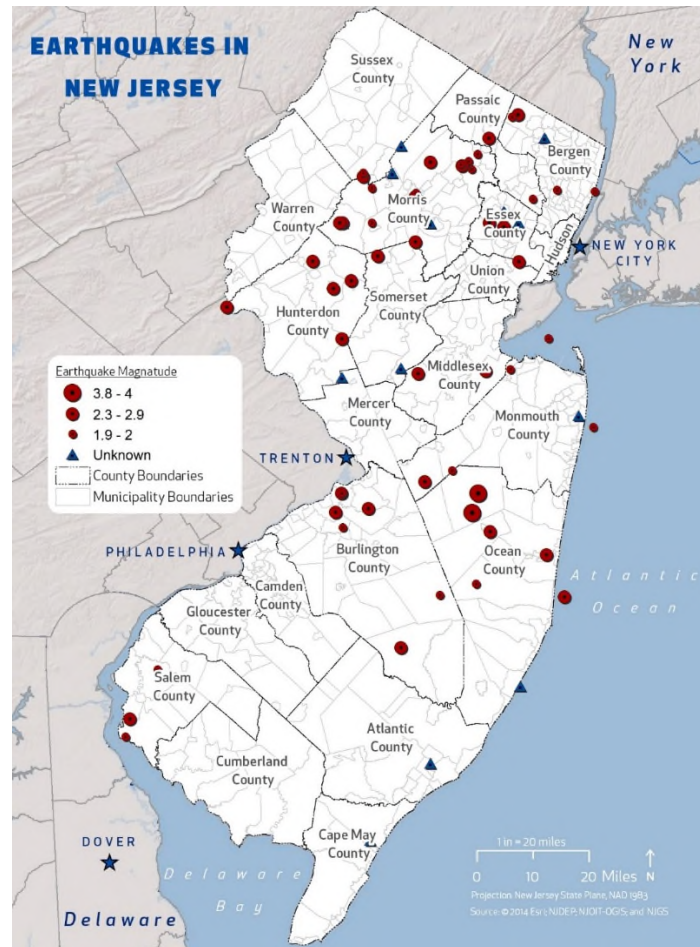 EARTHQUAKES IN
NEW JERSEY
New
York
Sussex
County
Passaic
County
Bergen
County
Morris
County
Warren
County
Essex
County
Hudson
NEW YORK
CITY
Union
County
Somerset
County
Hunterdon
County
Middlesex
County
Mercer
County
Monmouth
County
Earthquake Magnatude
3.8 - 4
2.3 - 2.9
1.9 - 2
Unknown
County Boundaries
Municipality Boundaries
TRENTON
PHILADELPHIA
Burlington
County
Ocean
County
Atlantic
Ocean
Camden
County
Gloucester
County
Salem
County
Atlantic
County
Cumberland
County
Cape May
County
DOVER
Delaware
Delaware
Bay
1 in = 20 miles
0 10 20 Miles
N
Projection: New Jersey State Plane, NAD 1983
Source: © 2014 Esri; NJDEP; NJOIT-OGIS; and NJGS